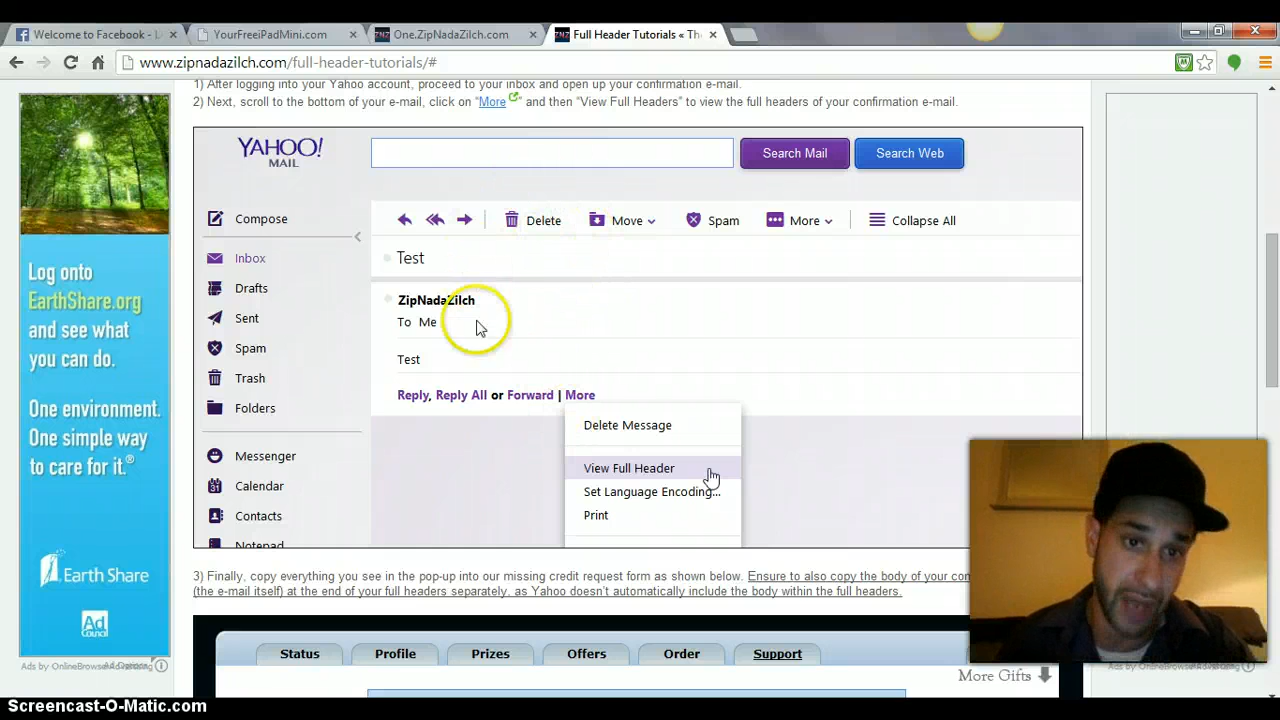 Welcome to Facebook - L
YourFreeiPadMini.com
ZNZ One.ZipNadaZilch.com
ZNZ Full Header Tutorials « Th
www.zipnadazilch.com/full-header-tutorials/#
1) After logging into your Yahoo account, proceed to your inbox and open up your confirmation e-mail.
2) Next, scroll to the bottom of your e-mail, click on “More” and then “View Full Headers” to view the full headers of your confirmation e-mail.
YAHOO!
MAIL
Search Mail
Search Web
Compose
Delete
Move
Spam
More
Collapse All
Inbox
Test
Drafts
ZipNadaZilch
Sent
To Me
Spam
Test
Trash
Reply, Reply All or Forward | More
Folders
Delete Message
Messenger
View Full Header
Calendar
Set Language Encoding...
Contacts
Print
Notepad
Log onto
EarthShare.org
and see what
you can do.
One environment.
One simple way
to care for it.®
Earth Share
Ad
Council
Ads by OnlineBrowserAdvertising
3) Finally, copy everything you see in the pop-up into our missing credit request form as shown below. Ensure to also copy the body of your con
(the e-mail itself) at the end of your full headers separately, as Yahoo doesn't automatically include the body within the full headers.
Status
Profile
Prizes
Offers
Order
Support
More Gifts
Ads by OnlineBrowserAdvertising
Screencast-O-Matic.com